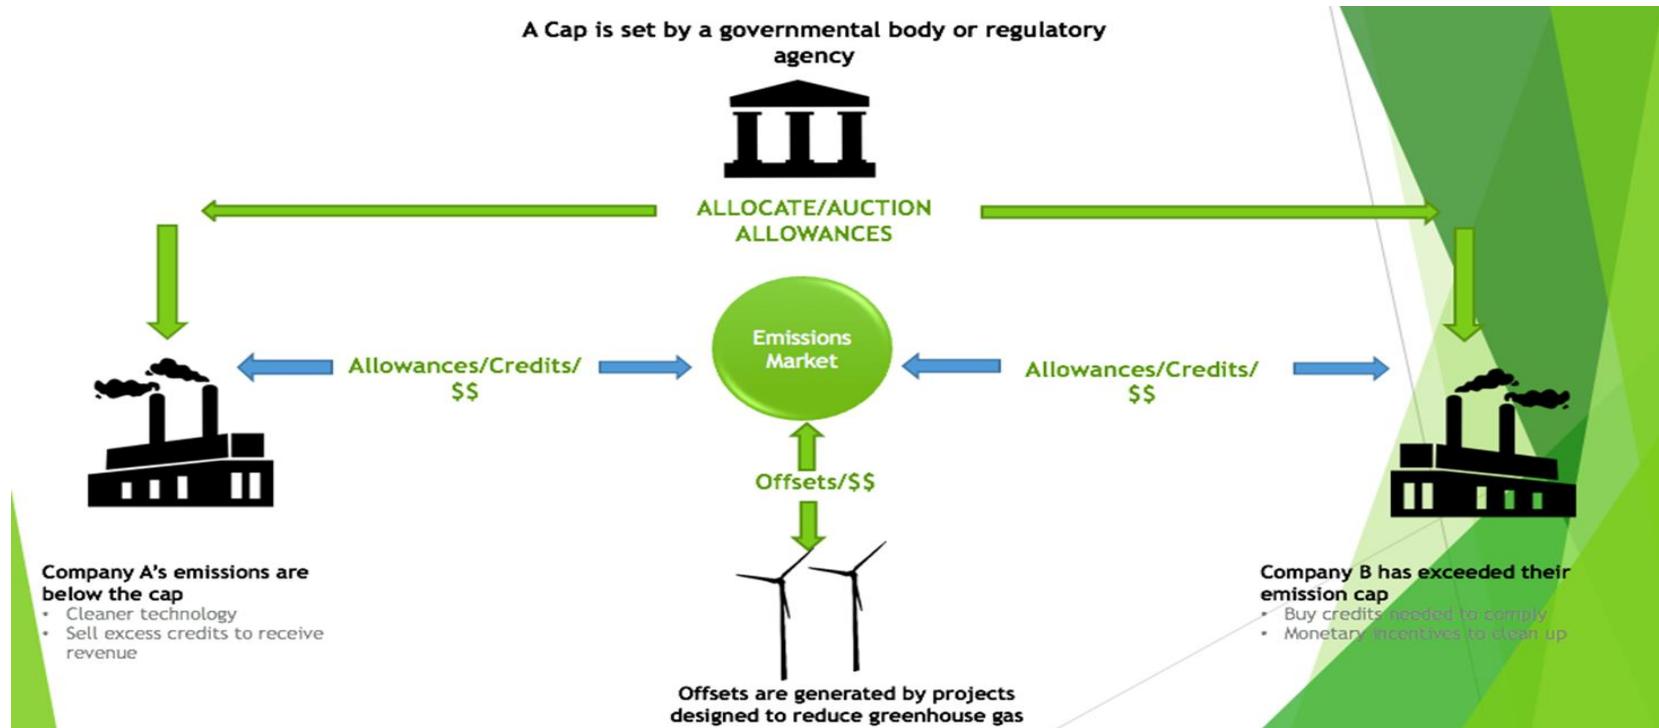 A Cap is set by a governmental body or regulatory
agency
ALLOCATE/AUCTION
ALLOWANCES
Emissions
Market
Allowances/Credits/
$$
Allowances/Credits/
$$
Offsets/$$
Company A's emissions are
below the cap
• Cleaner technology
• Sell excess credits to receive
revenue
Company B has exceeded their
emission cap
• Buy credits needed to comply
• Monetary incentives to clean up
Offsets are generated by projects
designed to reduce greenhouse gas